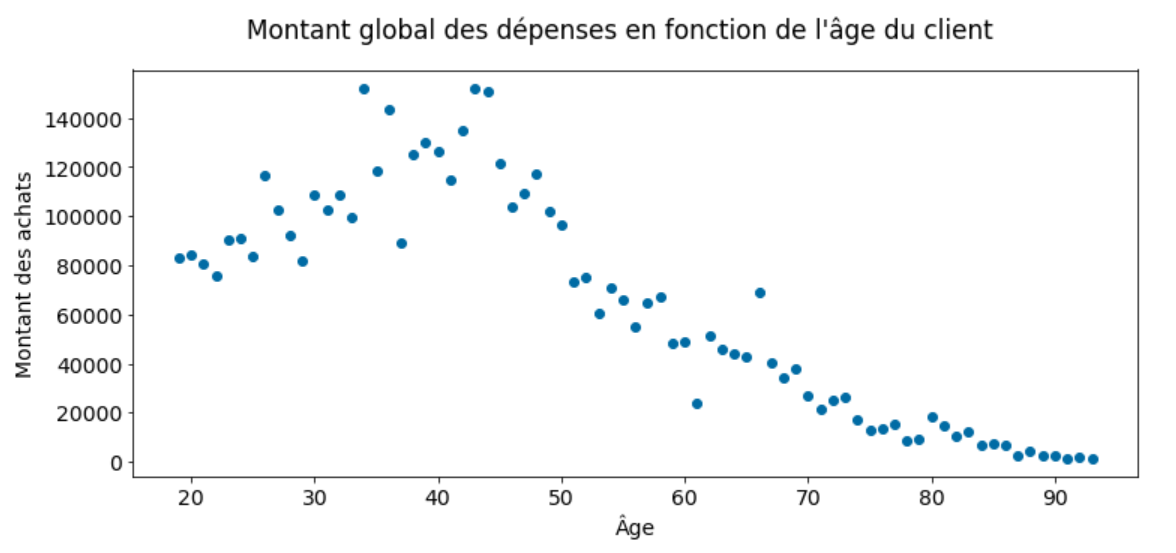 Montant global des dépenses en fonction de l'âge du client
Montant des achats
140000
120000
100000
80000
60000
40000
20000
0
20 30 40 50 60 70 80 90
Âge